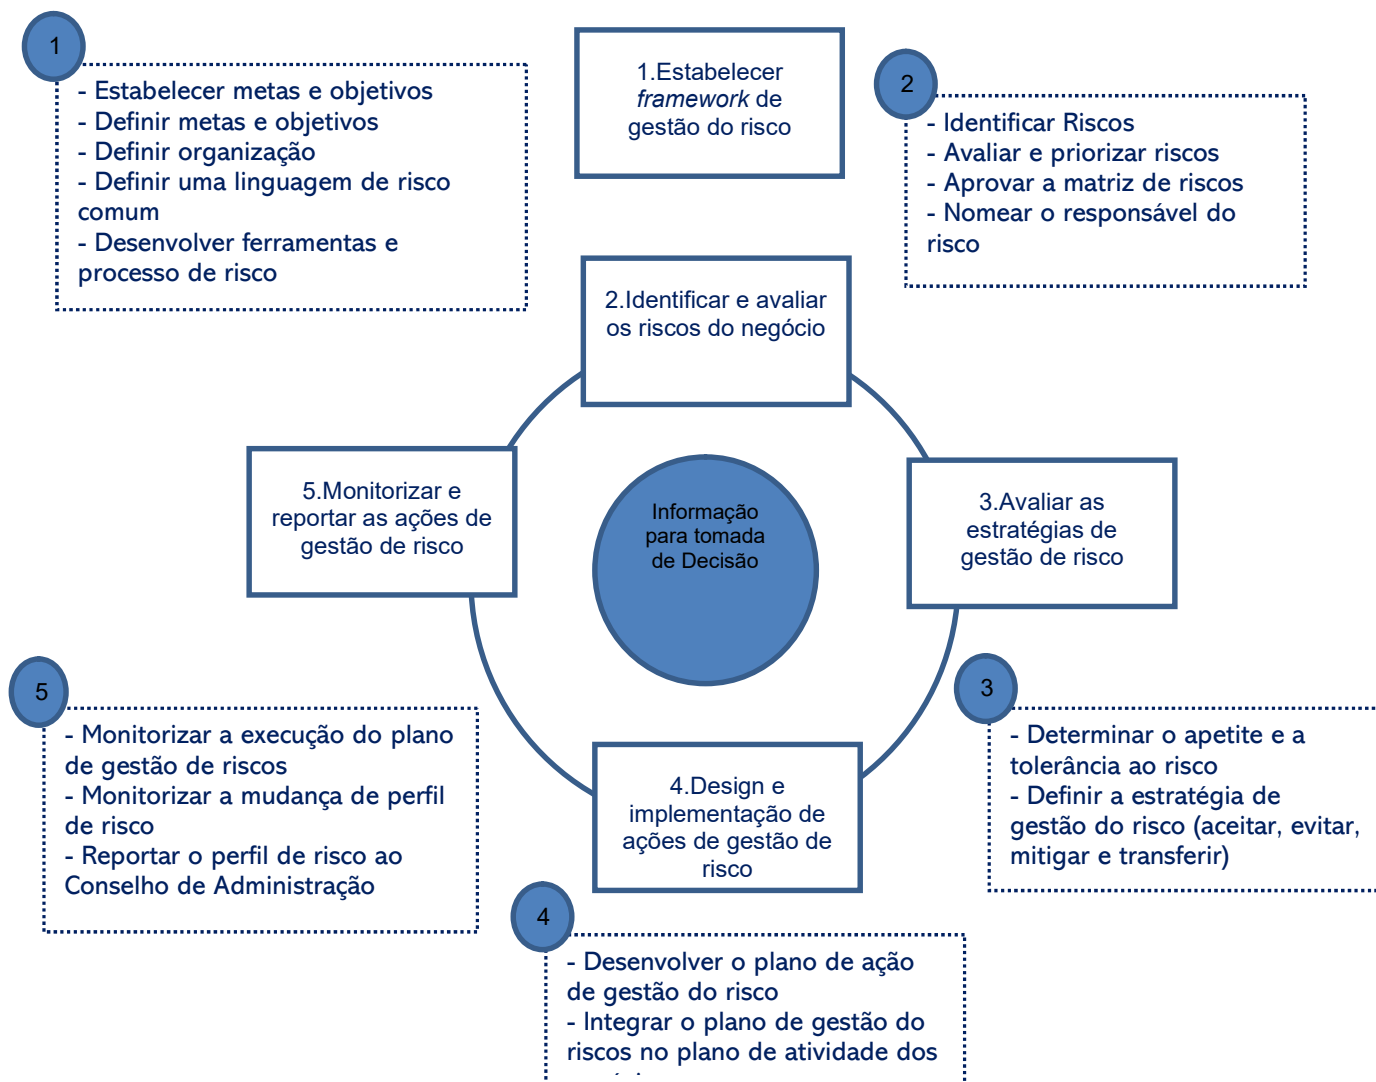 1
- Estabelecer metas e objetivos
- Definir metas e objetivos
- Definir organização
- Definir uma linguagem de risco
comum
- Desenvolver ferramentas e
processo de risco
1.Estabelecer
framework de
gestão do risco
2
- Identificar Riscos
- Avaliar e priorizar riscos
- Aprovar a matriz de riscos
- Nomear o responsável do
risco
2.Identificar e avaliar
os riscos do negócio
5.Monitorizar e
reportar as ações de
gestão de risco
Informação
para tomada
de Decisão
3.Avaliar as
estratégias de
gestão de risco
5
- Monitorizar a execução do plano
de gestão de riscos
- Monitorizar a mudança de perfil
de risco
- Reportar o perfil de risco ao
Conselho de Administração
4.Design e
implementação de
ações de gestão de
risco
3
- Determinar o apetite e a
tolerância ao risco
- Definir a estratégia de
gestão do risco (aceitar, evitar,
mitigar e transferir)
4
- Desenvolver o plano de ação
de gestão do risco
- Integrar o plano de gestão do
riscos no plano de atividade dos